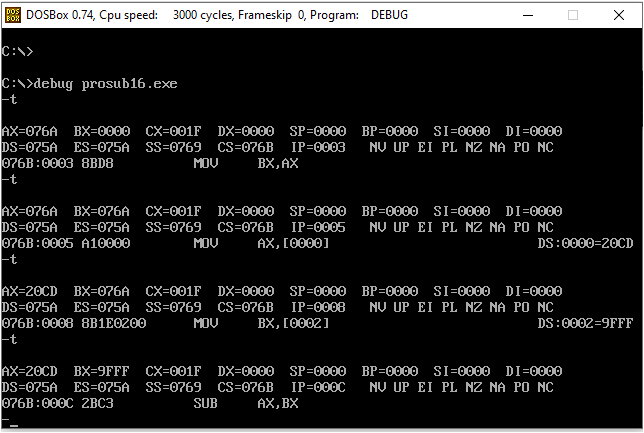 DOSBox 0.74, Cpu speed: 3000 cycles, Frameskip 0, Program: DEBUG
C:\>
C:\>debug prosub16.exe
-t
AX=076A BX=0000 CX=001F DX=0000 SP=0000 BP=0000 SI=0000 DI=0000
DS=075A ES=075A SS=0769 CS=076B IP=0003 NV UP EI PL NZ NA PO NC
076B:0003 8BD8 MOV BX,AX
-t
AX=076A BX=076A CX=001F DX=0000 SP=0000 BP=0000 SI=0000 DI=0000
DS=075A ES=075A SS=0769 CS=076B IP=0005 NV UP EI PL NZ NA PO NC
076B:0005 A10000 MOV AX,[0000] DS:0000=20CD
-t
AX=20CD BX=076A CX=001F DX=0000 SP=0000 BP=0000 SI=0000 DI=0000
DS=075A ES=075A SS=0769 CS=076B IP=0008 NV UP EI PL NZ NA PO NC
076B:0008 8B1E0200 MOV BX,[0002] DS:0002=9FFF
-t
AX=20CD BX=9FFF CX=001F DX=0000 SP=0000 BP=0000 SI=0000 DI=0000
DS=075A ES=075A SS=0769 CS=076B IP=000C NV UP EI PL NZ NA PO NC
076B:000C 2BC3 SUB AX,BX
-_